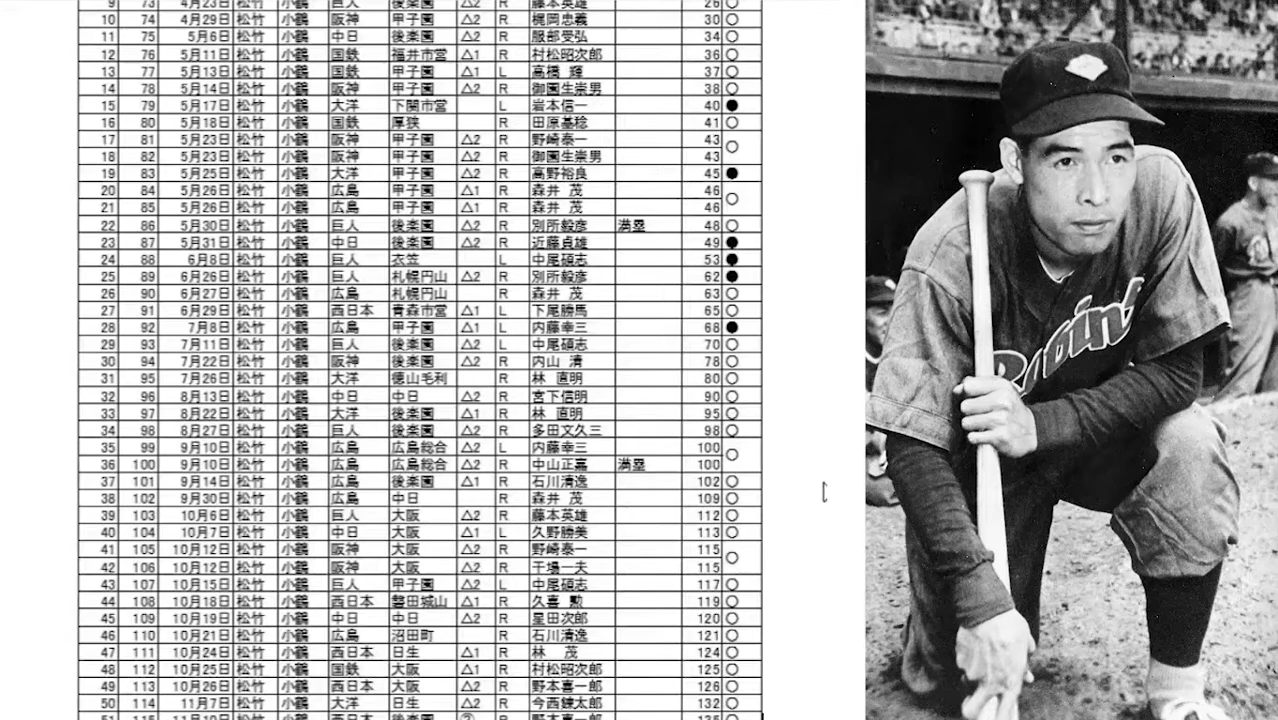 9 73 4月23日 松竹 小鶴 巨人 後楽園 △2 R 藤本英雄 26 ○
10 74 4月29日 松竹 小鶴 阪神 甲子園 △2 R 梶岡忠義 30 ○
11 75 5月6日 松竹 小鶴 中日 後楽園 △2 R 服部受弘 34 ○
12 76 5月11日 松竹 小鶴 国鉄 福井市営 △1 R 村松昭次郎 36 ○
13 77 5月13日 松竹 小鶴 国鉄 甲子園 △1 L 高橋 輝 37 ○
14 78 5月14日 松竹 小鶴 阪神 甲子園 △2 R 御園生崇男 38 ○
15 79 5月17日 松竹 小鶴 大洋 下関市営 L 岩本信一 40 ●
16 80 5月18日 松竹 小鶴 国鉄 厚狭 R 田原基稔 41 ○
17 81 5月23日 松竹 小鶴 阪神 甲子園 △2 R 野崎泰一 43 ○
18 82 5月23日 松竹 小鶴 阪神 甲子園 △2 R 御園生崇男 43
19 83 5月25日 松竹 小鶴 大洋 甲子園 △2 R 高野裕良 45 ●
20 84 5月26日 松竹 小鶴 広島 甲子園 △1 R 森井 茂 46 ○
21 85 5月26日 松竹 小鶴 広島 甲子園 △1 R 森井 茂 46
22 86 5月30日 松竹 小鶴 巨人 後楽園 △2 R 別所毅彦 満塁 48 ○
23 87 5月31日 松竹 小鶴 中日 後楽園 △2 R 近藤貞雄 49 ●
24 88 6月8日 松竹 小鶴 巨人 衣笠 L 中尾碩志 53 ●
25 89 6月26日 松竹 小鶴 巨人 札幌円山 △2 R 別所毅彦 62 ●
26 90 6月27日 松竹 小鶴 広島 札幌円山 R 森井 茂 63 ○
27 91 6月29日 松竹 小鶴 西日本 青森市営 △1 L 下尾勝馬 65 ○
28 92 7月8日 松竹 小鶴 広島 甲子園 △1 L 内藤幸三 68 ●
29 93 7月11日 松竹 小鶴 巨人 後楽園 △2 L 中尾碩志 70 ○
30 94 7月22日 松竹 小鶴 阪神 後楽園 △2 R 内山 清 78 ○
31 95 7月26日 松竹 小鶴 大洋 徳山毛利 R 林 直明 80 ○
32 96 8月13日 松竹 小鶴 中日 中日 △2 R 宮下信明 90 ○
33 97 8月22日 松竹 小鶴 大洋 後楽園 △1 R 林 直明 95 ○
34 98 8月27日 松竹 小鶴 巨人 後楽園 △2 R 多田文久三 98 ○
35 99 9月10日 松竹 小鶴 広島 広島総合 △2 L 内藤幸三 100 ○
36 100 9月10日 松竹 小鶴 広島 広島総合 △2 R 中山正嘉 満塁 100
37 101 9月14日 松竹 小鶴 広島 後楽園 △1 R 石川清逸 102 ○
38 102 9月30日 松竹 小鶴 広島 中日 R 森井 茂 109 ○
39 103 10月6日 松竹 小鶴 巨人 大阪 △2 R 藤本英雄 112 ○
40 104 10月7日 松竹 小鶴 中日 大阪 △1 L 久野勝美 113 ○
41 105 10月12日 松竹 小鶴 阪神 大阪 △2 R 野崎泰一 115 ○
42 106 10月12日 松竹 小鶴 阪神 大阪 △2 R 干場一夫 115
43 107 10月15日 松竹 小鶴 巨人 甲子園 △2 L 中尾碩志 117 ○
44 108 10月18日 松竹 小鶴 西日本 磐田城山 △1 R 久喜 勲 119 ○
45 109 10月19日 松竹 小鶴 中日 中日 △2 R 星田次郎 120 ○
46 110 10月21日 松竹 小鶴 広島 沼田町 R 石川清逸 121 ○
47 111 10月24日 松竹 小鶴 西日本 日生 △1 R 林 茂 124 ○
48 112 10月25日 松竹 小鶴 国鉄 大阪 △1 R 村松昭次郎 125 ○
49 113 10月26日 松竹 小鶴 西日本 大阪 △2 R 野本喜一郎 126 ○
50 114 11月7日 松竹 小鶴 大洋 日生 △2 R 今西錬太郎 132 ○
51 115 11月10日 松竹 小鶴 西日本 後楽園 ② R 野本喜一郎 135 ○
Robins